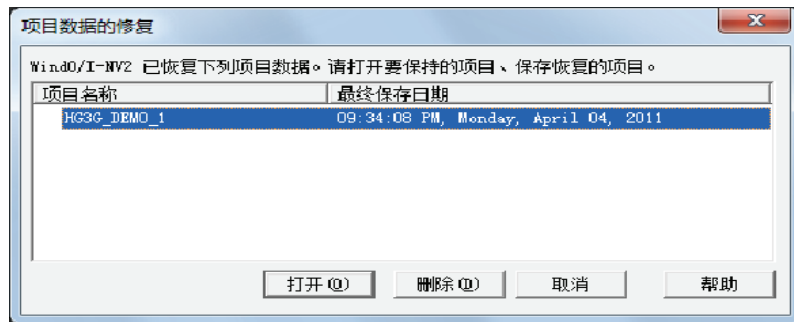 项目数据的修复
WindO/I-NV2 已恢复下列项目数据。请打开要保持的项目、保存恢复的项目。
项目名称 最终保存日期
HG3G_DEMO_1 09:34:08 PM, Monday, April 04, 2011
打开(O) 删除(D) 取消 帮助